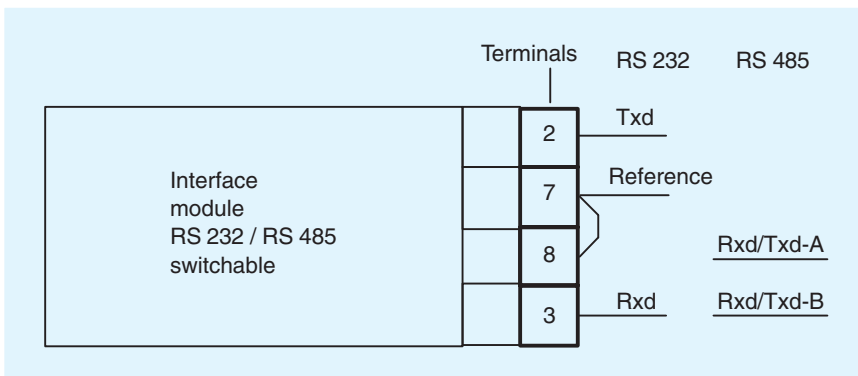 Terminals RS 232 RS 485
2 Txd
7 Reference
8 Rxd/Txd-A
3 Rxd Rxd/Txd-B
Interface
module
RS 232 / RS 485
switchable